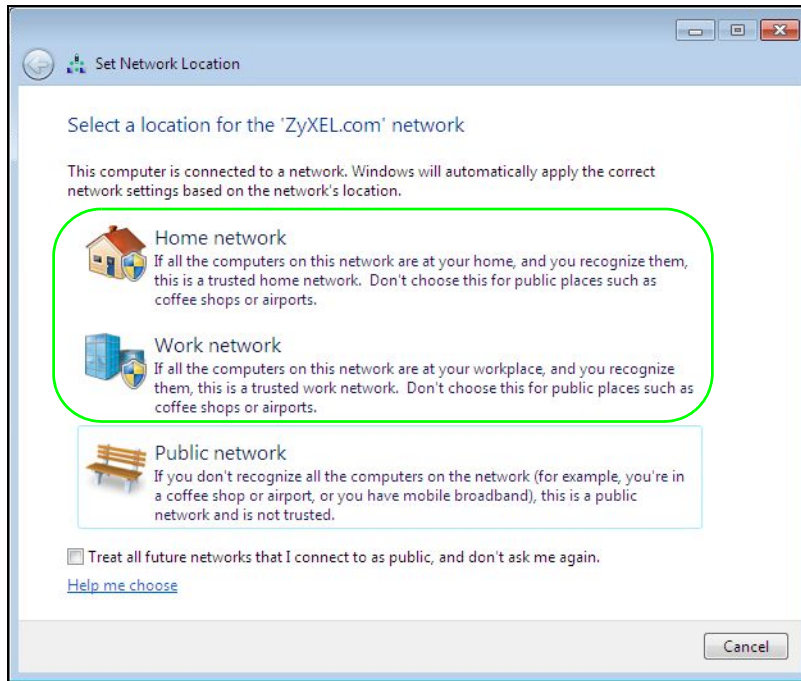 Set Network Location
Select a location for the 'ZyXEL.com' network
This computer is connected to a network. Windows will automatically apply the correct
network settings based on the network's location.
Home network
If all the computers on this network are at your home, and you recognize them,
this is a trusted home network.  Don't choose this for public places such as
coffee shops or airports.
Work network
If all the computers on this network are at your workplace, and you recognize
them, this is a trusted work network.  Don't choose this for public places such as
coffee shops or airports.
Public network
If you don't recognize all the computers on the network (for example, you're in
a coffee shop or airport, or you have mobile broadband), this is a public
network and is not trusted.
Treat all future networks that I connect to as public, and don't ask me again.
Help me choose
Cancel